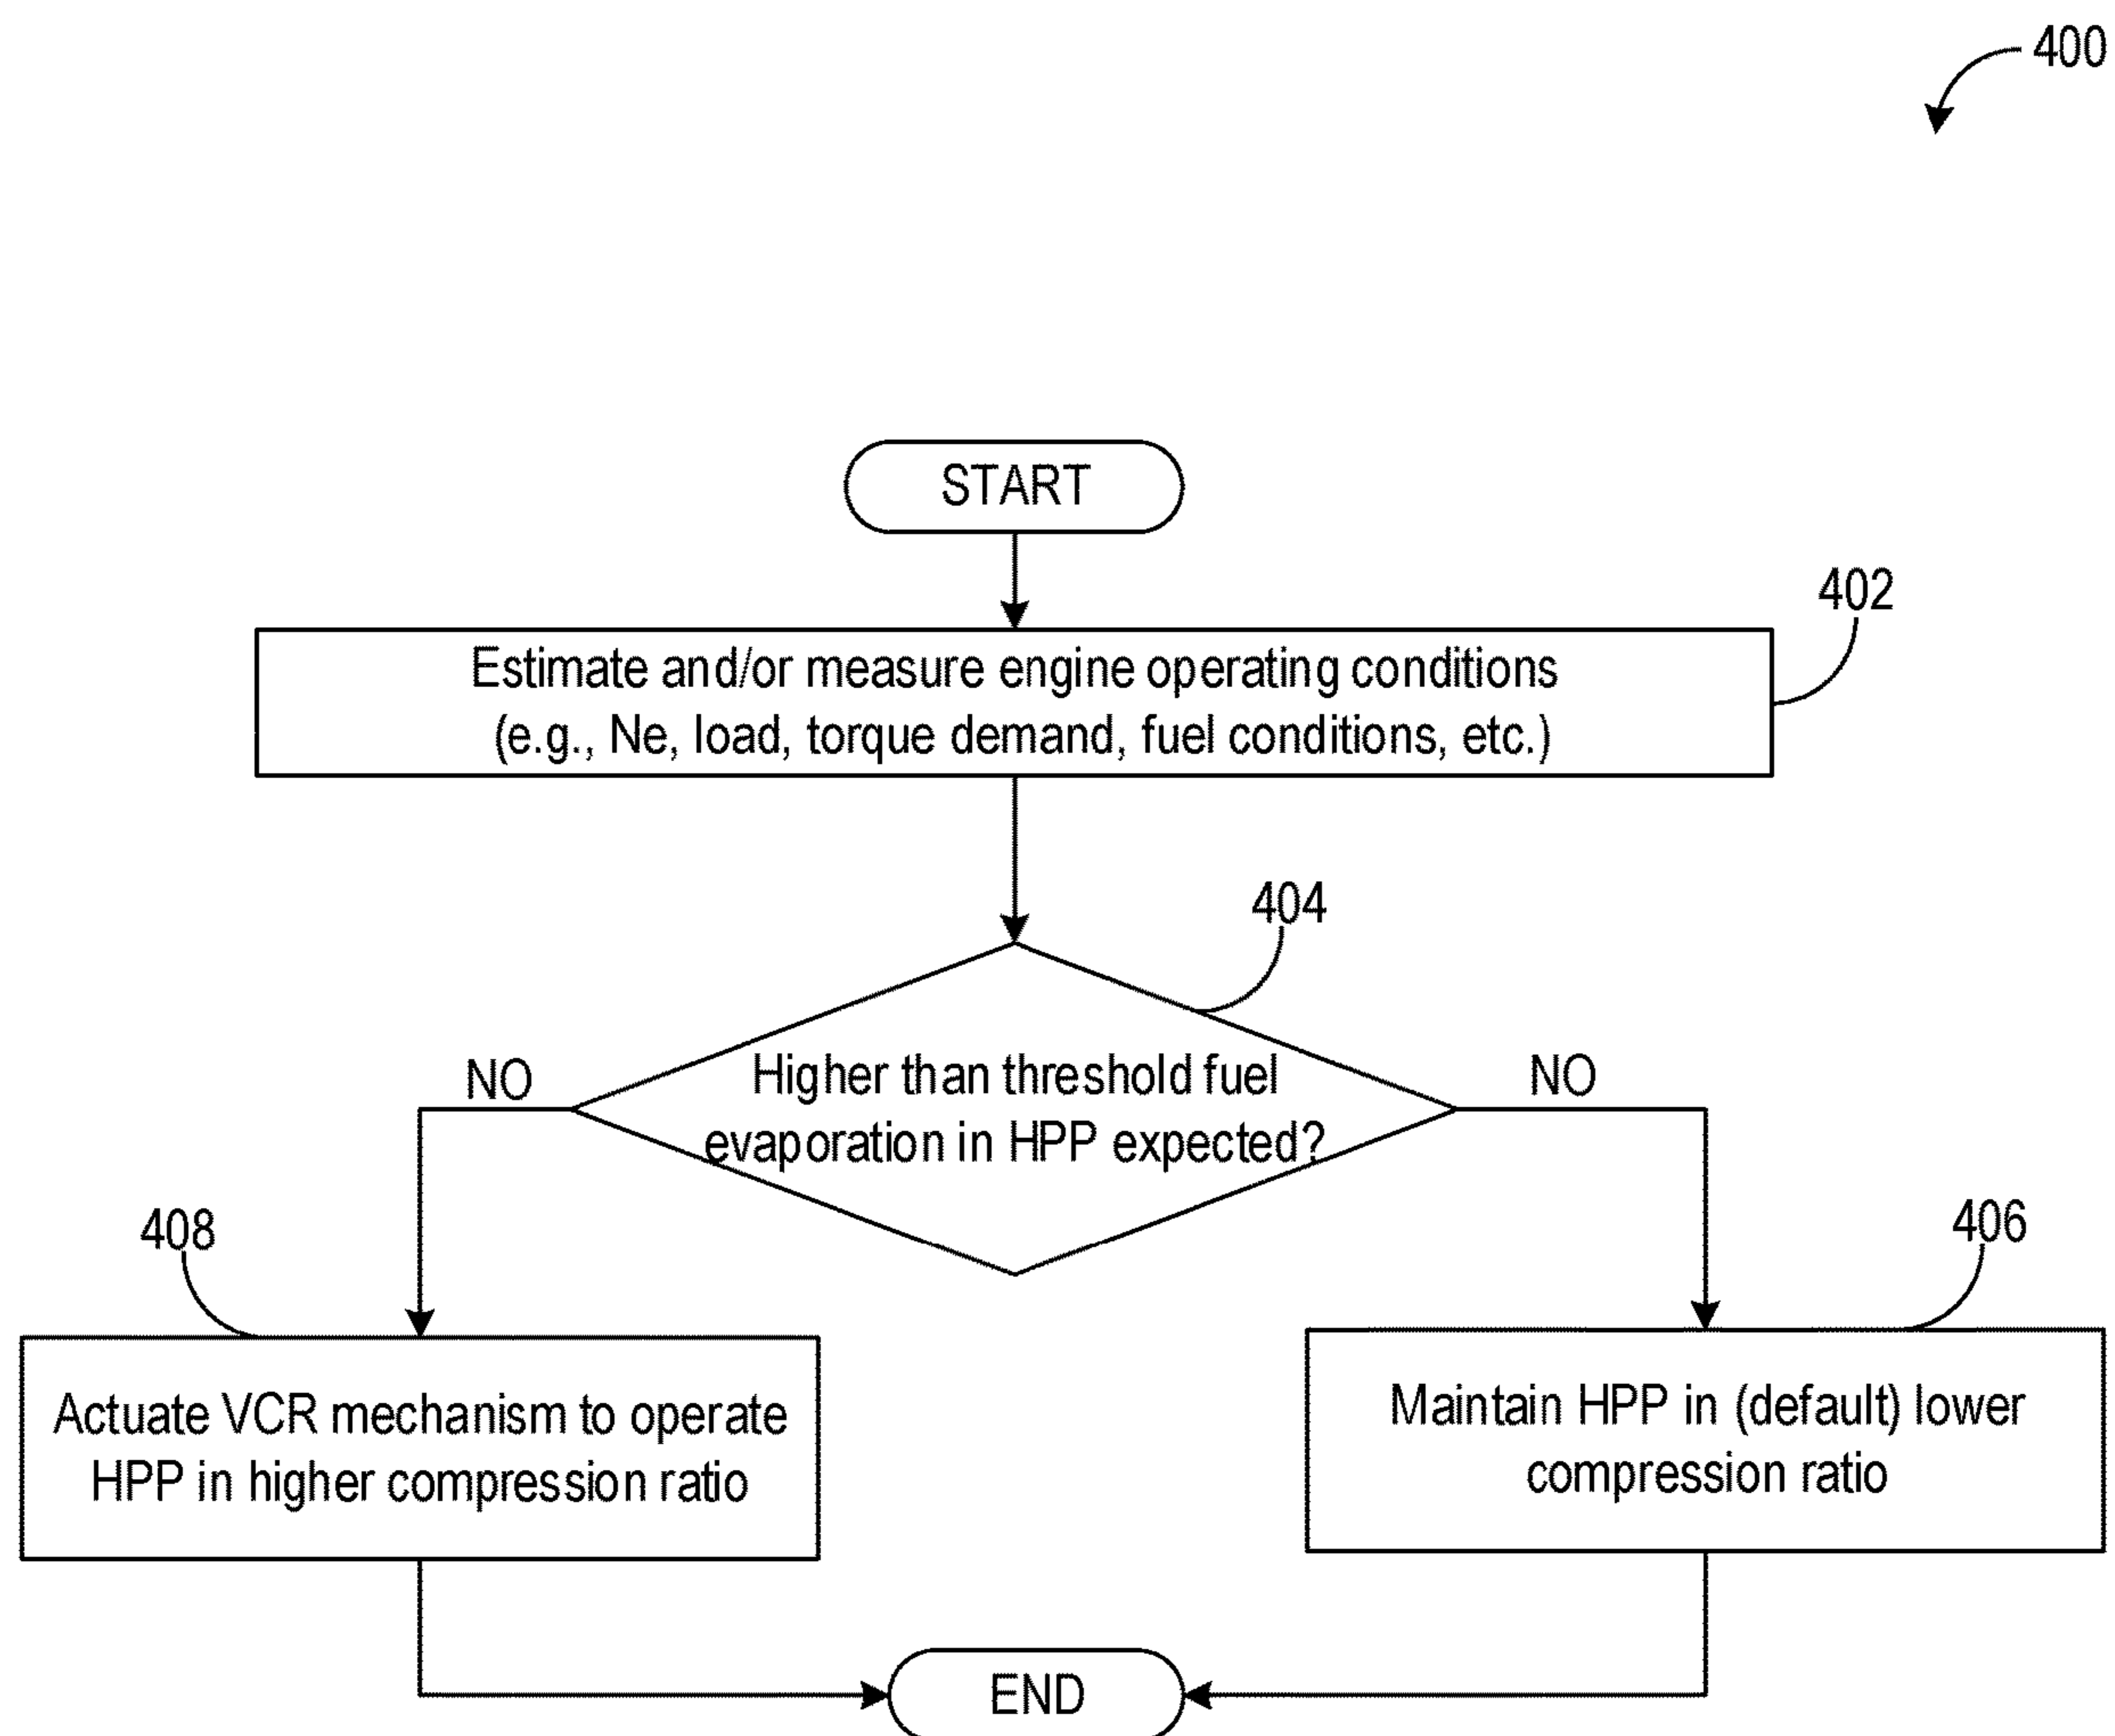 400
START
402
Estimate and/or measure engine operating conditions
(e.g., Ne, load, torque demand, fuel conditions, etc.)
404
NO
Higher than threshold fuel
evaporation in HPP expected?
NO
408
406
Actuate VCR mechanism to operate
HPP in higher compression ratio
Maintain HPP in (default) lower
compression ratio
END